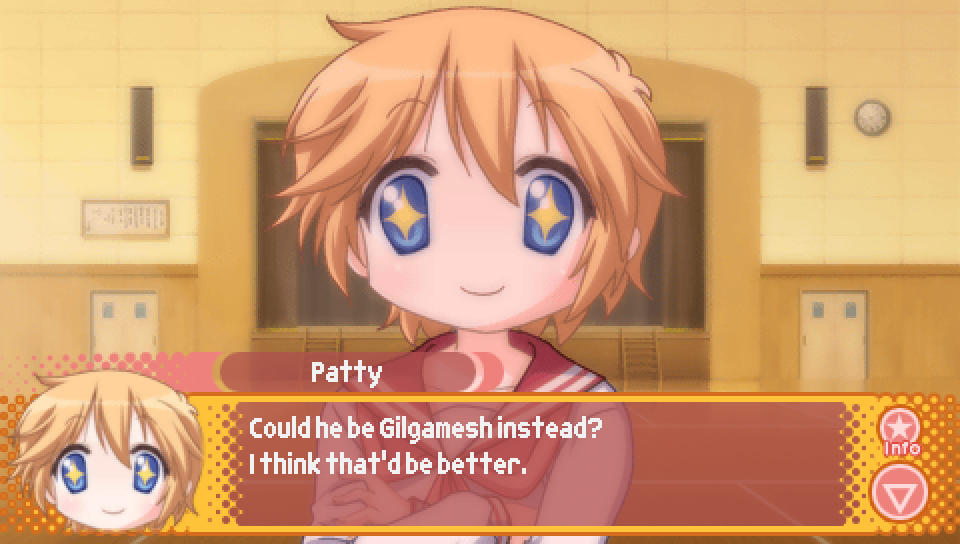 Patty
Could he be Gilgamesh instead?
I think that'd be better.
Info